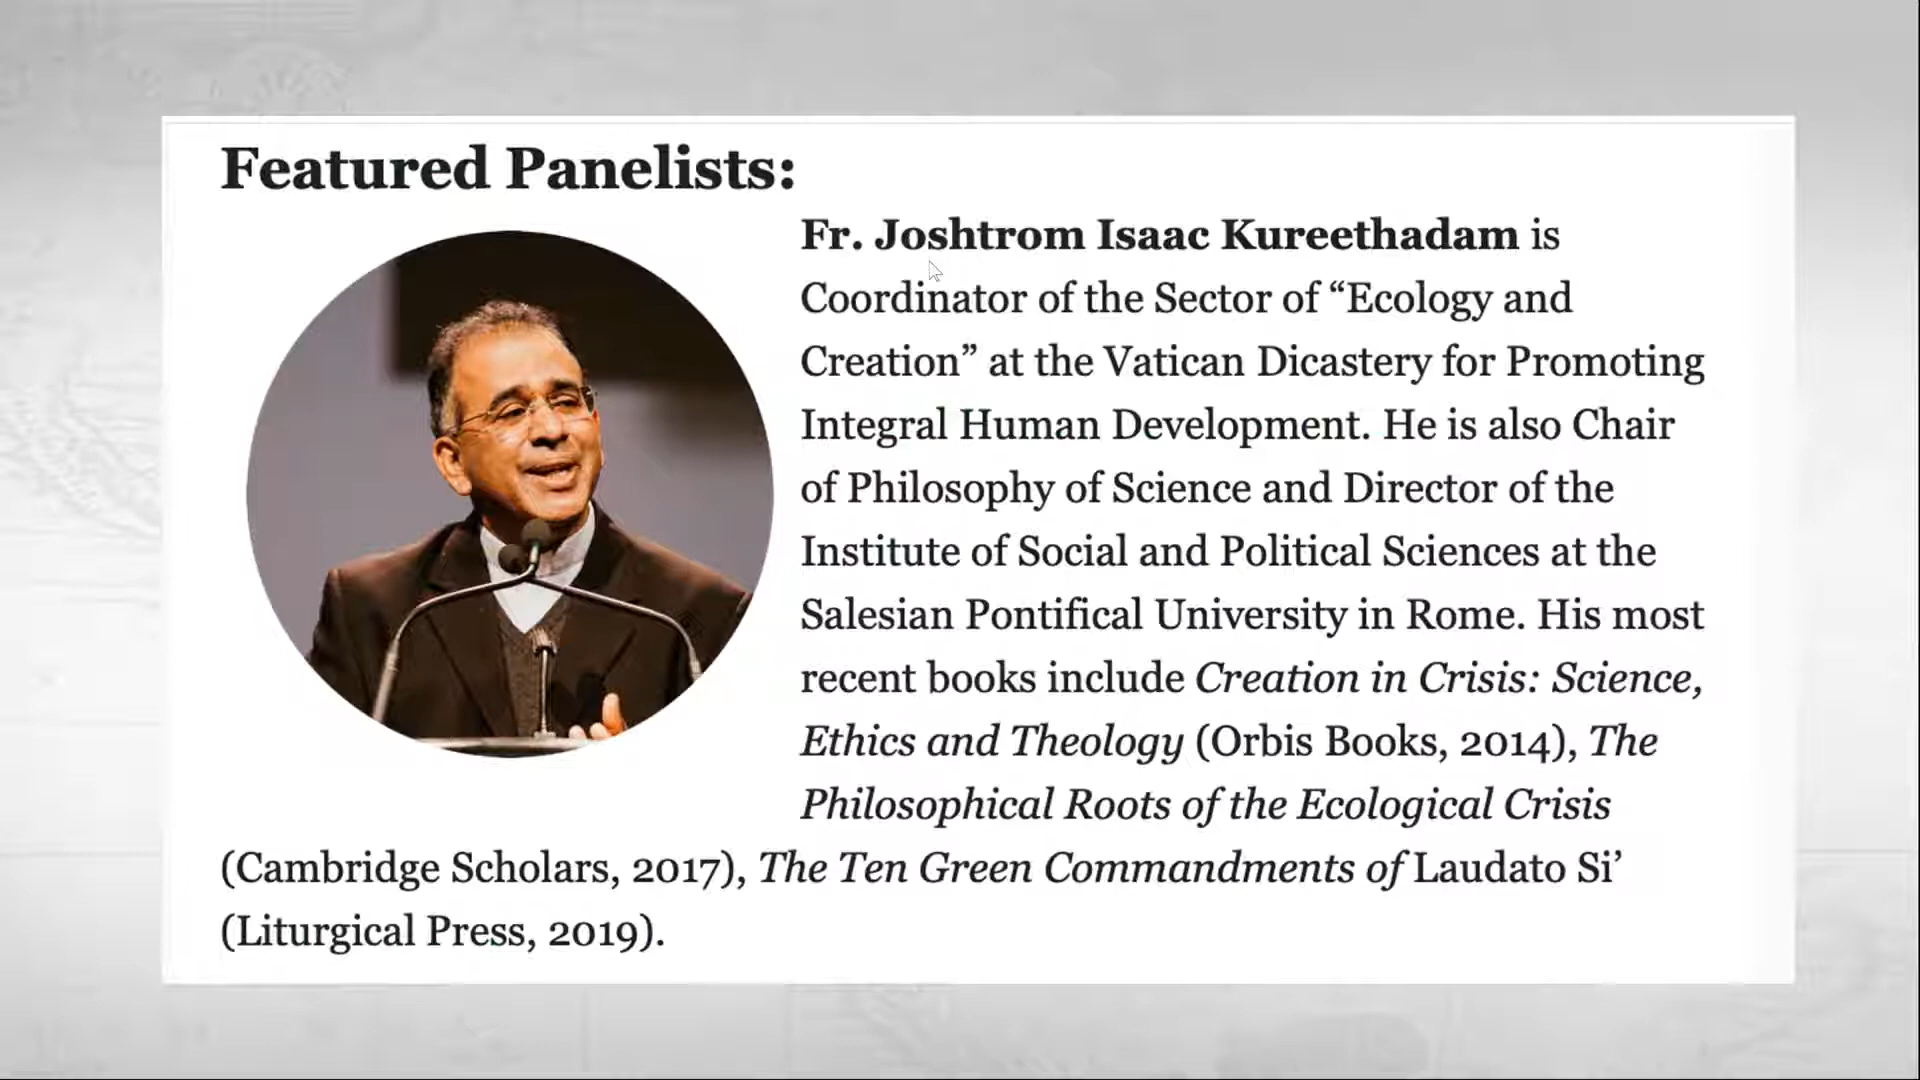 Featured Panelists:
Fr. Joshtrom Isaac Kureethadam is
Coordinator of the Sector of “Ecology and
Creation” at the Vatican Dicastery for Promoting
Integral Human Development. He is also Chair
of Philosophy of Science and Director of the
Institute of Social and Political Sciences at the
Salesian Pontifical University in Rome. His most
recent books include Creation in Crisis: Science,
Ethics and Theology (Orbis Books, 2014), The
Philosophical Roots of the Ecological Crisis
(Cambridge Scholars, 2017), The Ten Green Commandments of Laudato Si’
(Liturgical Press, 2019).